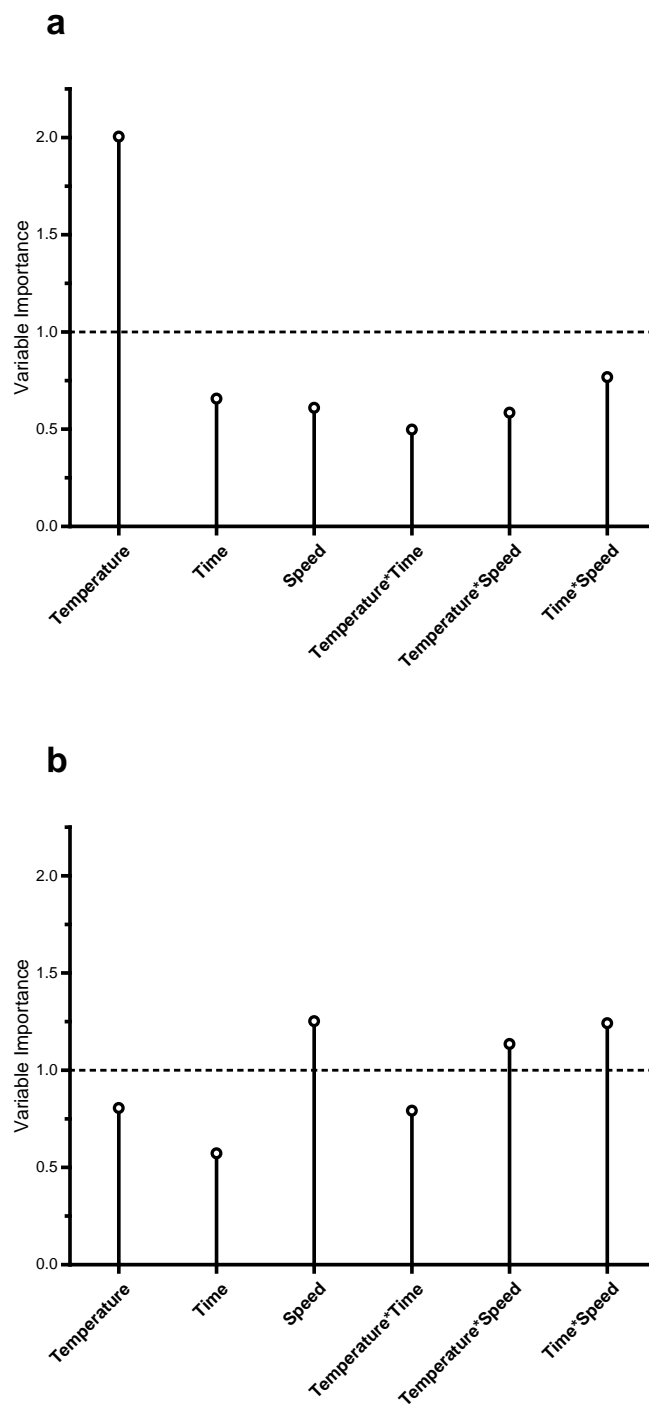 a
Variable Importance
2.0
1.5
1.0
0.5
0.0
Temperature
Time
Speed
Temperature*Time
Temperature*Speed
Time*Speed
b
Variable Importance
2.0
1.5
1.0
0.5
0.0
Temperature
Time
Speed
Temperature*Time
Temperature*Speed
Time*Speed